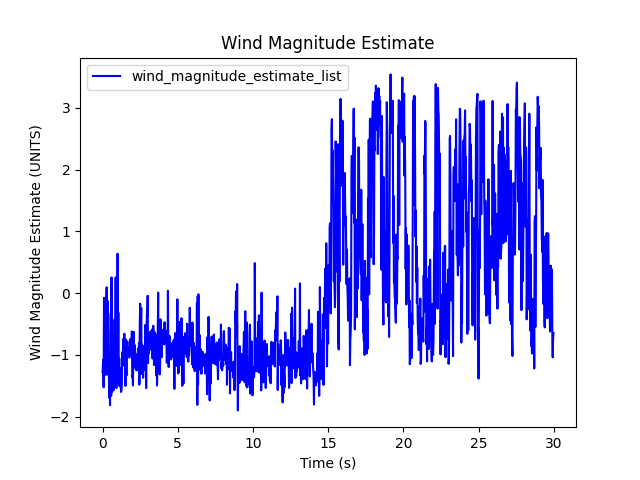 Wind Magnitude Estimate
wind_magnitude_estimate_list
Wind Magnitude Estimate (UNITS)
3
2
1
0
−1
−2
0 5 10 15 20 25 30
Time (s)